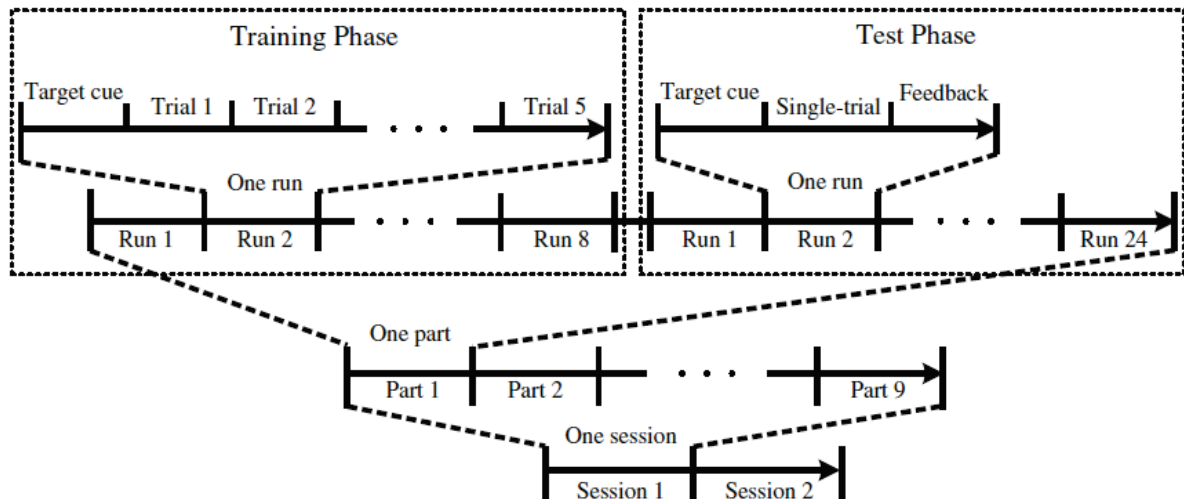 Training Phase
Test Phase
Target cue
Trial 1
Trial 2
Trial 5
Target cue
Single-trial
Feedback
One run
One run
Run 1
Run 2
Run 8
Run 1
Run 2
Run 24
One part
Part 1
Part 2
Part 9
One session
Session 1
Session 2